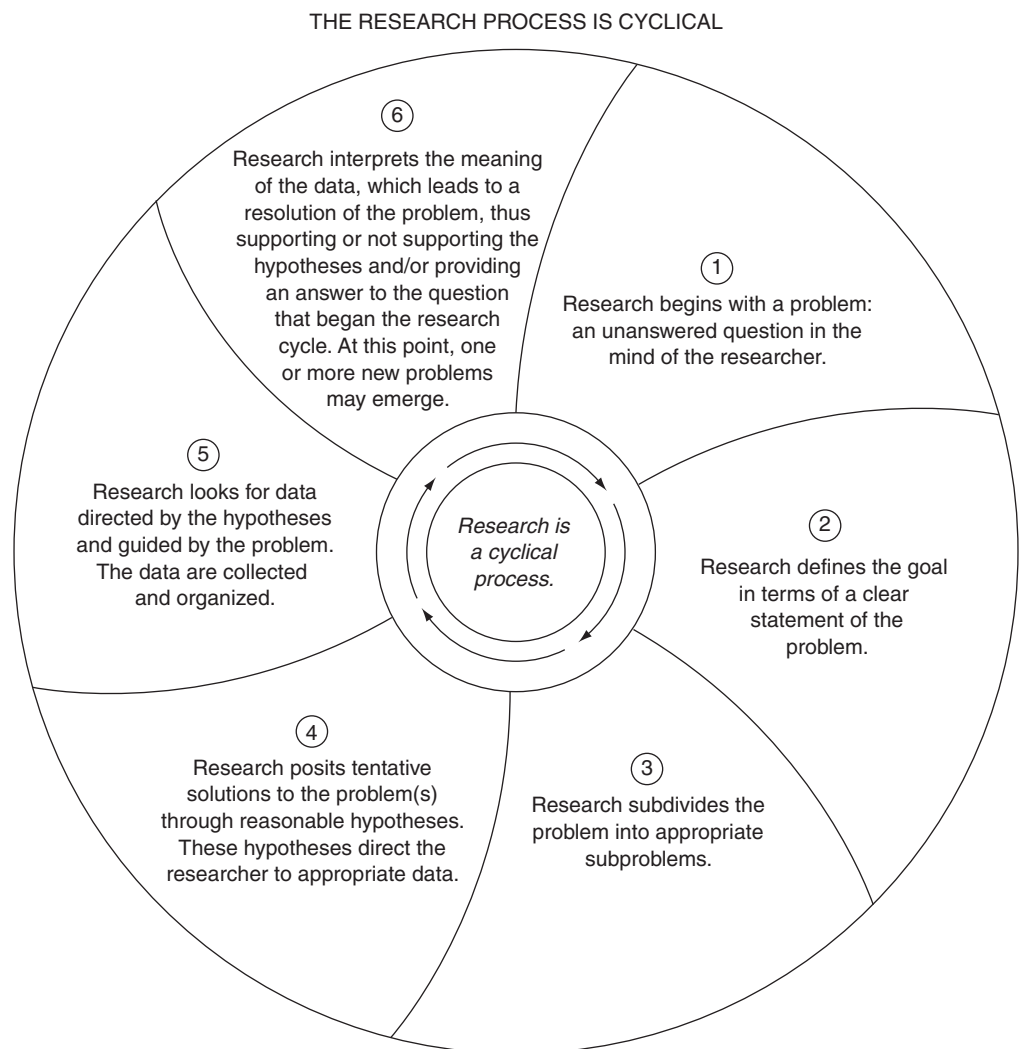 THE RESEARCH PROCESS IS CYCLICAL
1
Research begins with a problem:
an unanswered question in the
mind of the researcher.
2
Research defines the goal
in terms of a clear
statement of the
problem.
3
Research subdivides the
problem into appropriate
subproblems.
4
Research posits tentative
solutions to the problem(s)
through reasonable hypotheses.
These hypotheses direct the
researcher to appropriate data.
5
Research looks for data
directed by the hypotheses
and guided by the problem.
The data are collected
and organized.
6
Research interprets the meaning
of the data, which leads to a
resolution of the problem, thus
supporting or not supporting the
hypotheses and/or providing
an answer to the question
that began the research
cycle. At this point, one
or more new problems
may emerge.
Research is
a cyclical
process.